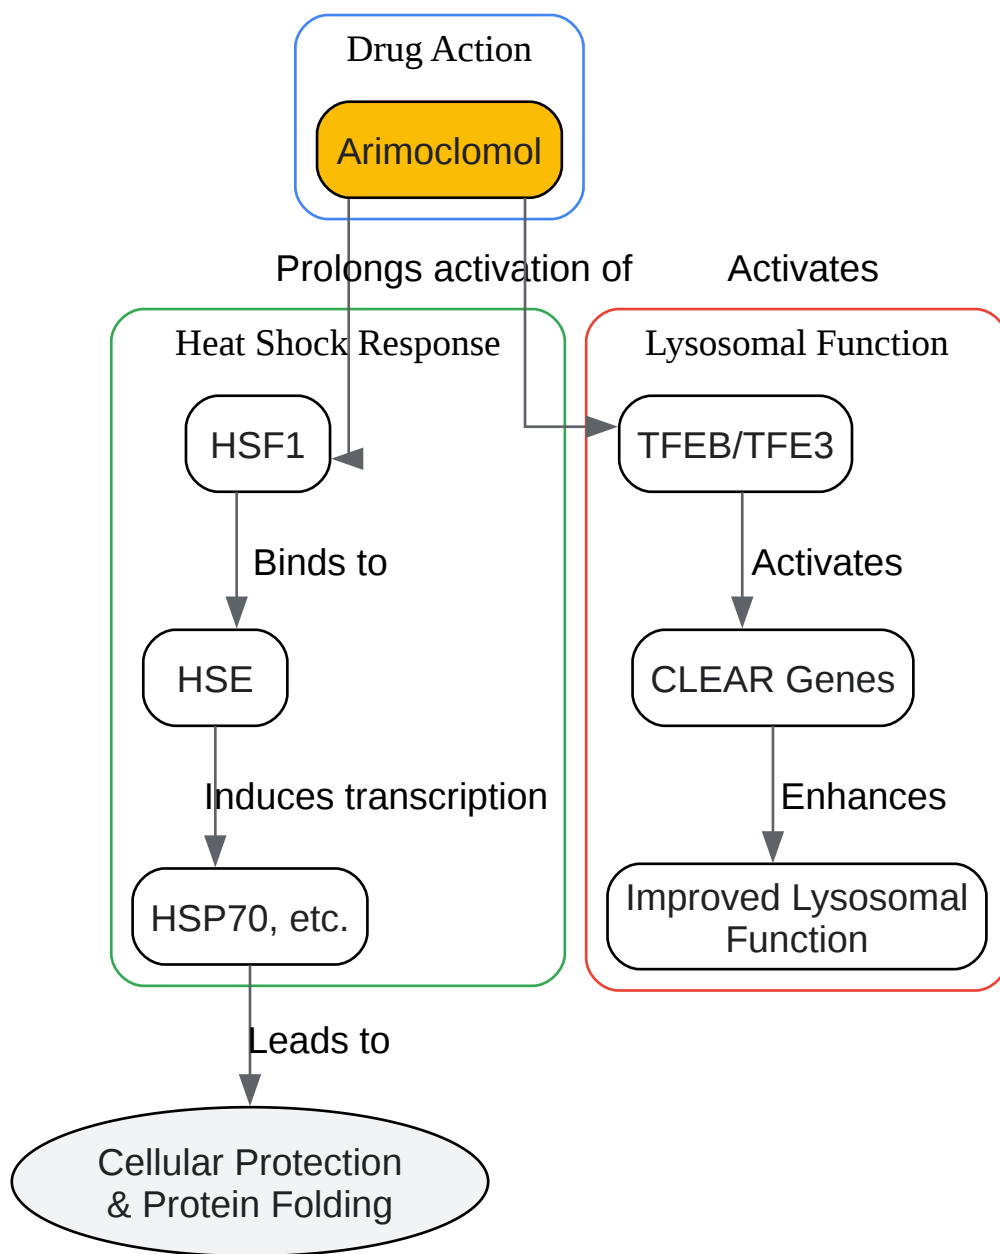 Drug Action
Arimoclomol
Prolongs activation of
Activates
Heat Shock Response
Lysosomal Function
HSF1
TFEB/TFE3
Binds to
Activates
HSE
CLEAR Genes
Induces transcription
Enhances
HSP70, etc.
Improved Lysosomal
Function
Leads to
Cellular Protection
& Protein Folding